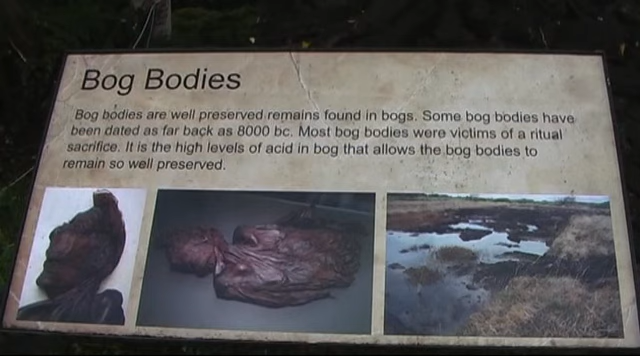 Bog Bodies
Bog bodies are well preserved remains found in bogs. Some bog bodies have
been dated as far back as 8000 bc. Most bog bodies were victims of a ritual
sacrifice. It is the high levels of acid in bog that allows the bog bodies to
remain so well preserved.